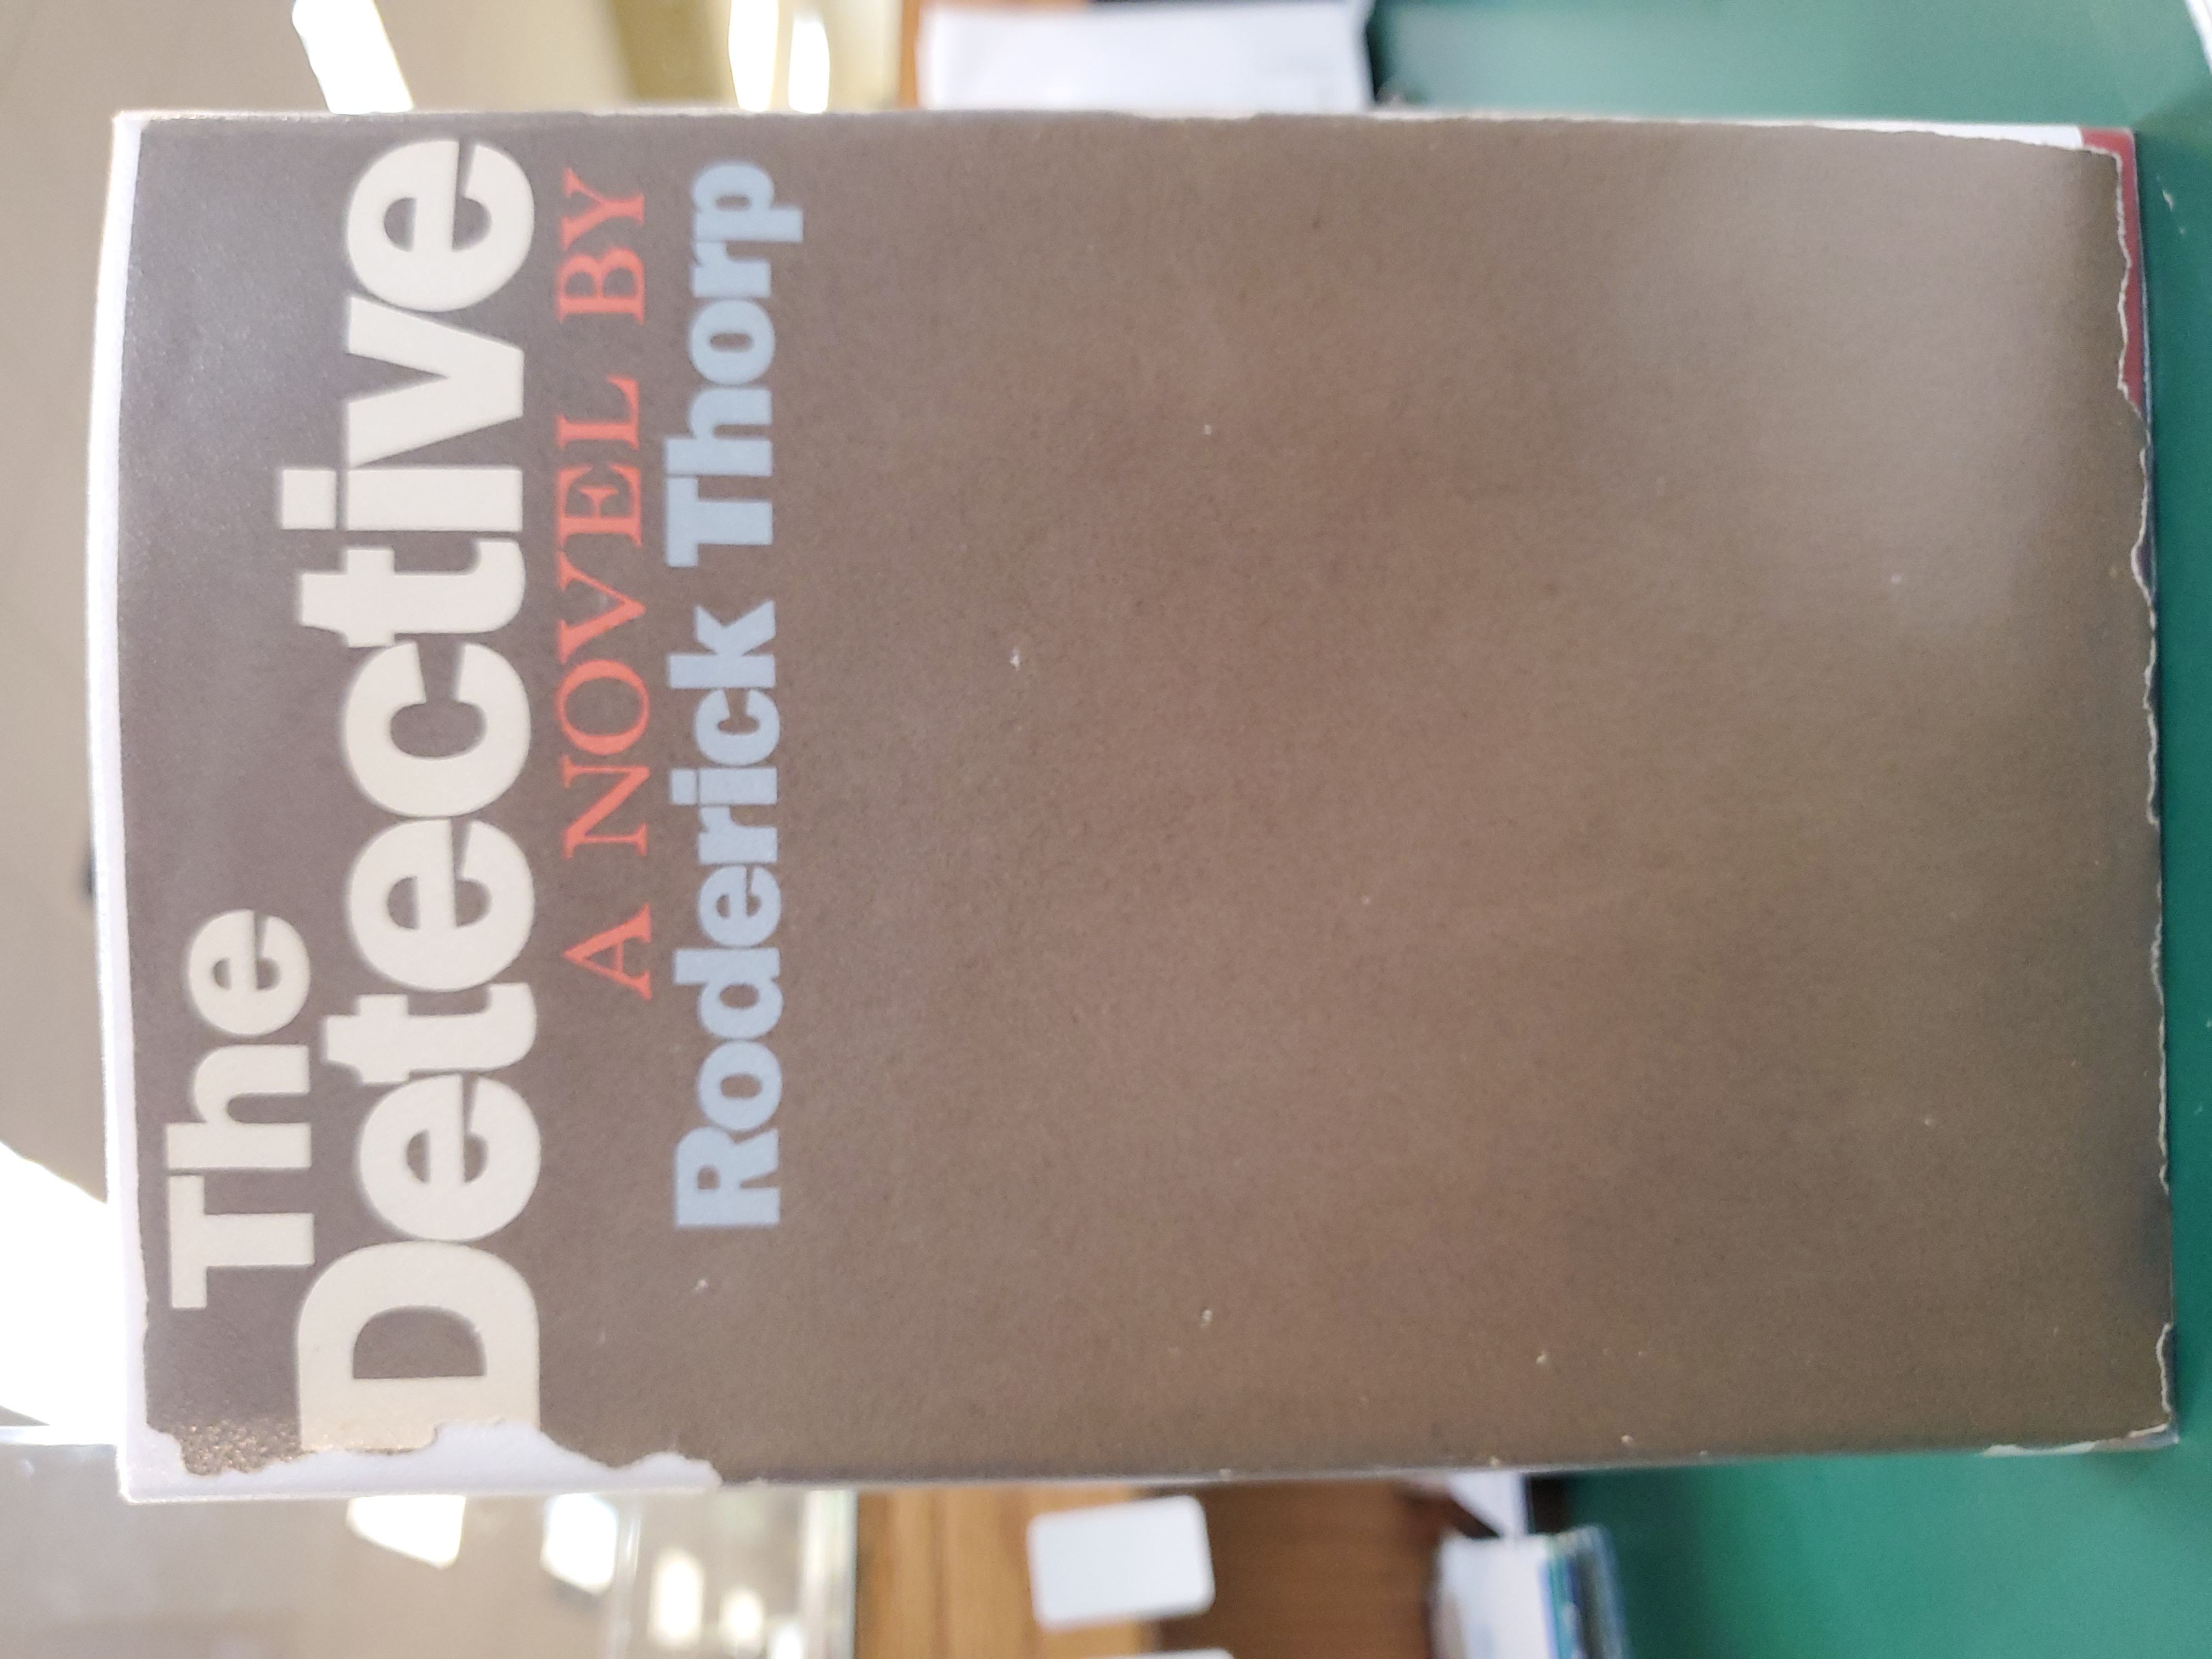 The
Detective
A NOVEL BY
Roderick Thorp